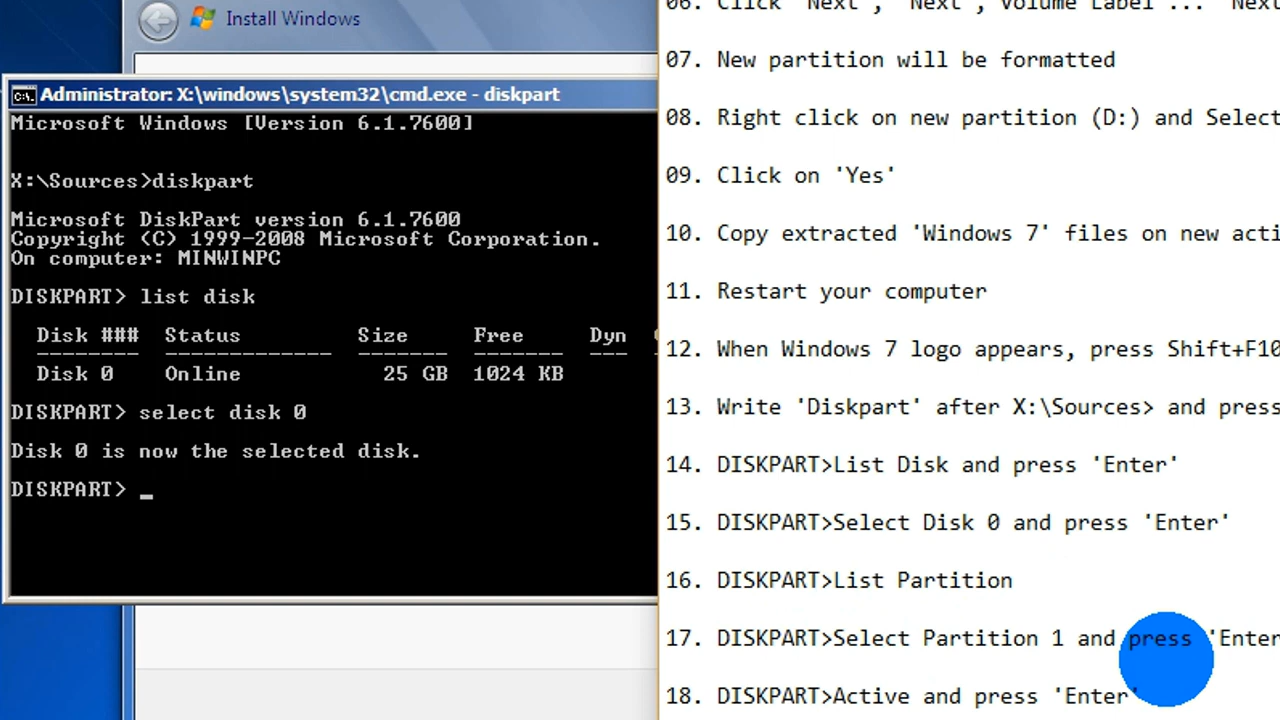 Install Windows
Administrator: X:\windows\system32\cmd.exe - diskpart
Microsoft Windows [Version 6.1.7600]
X:\Sources>diskpart
Microsoft DiskPart version 6.1.7600
Copyright (C) 1999-2008 Microsoft Corporation.
On computer: MINWINPC
DISKPART> list disk
Disk ### Status Size Free Dyn
-------- ------------- ------- ------- ---
Disk 0 Online 25 GB 1024 KB
DISKPART> select disk 0
Disk 0 is now the selected disk.
DISKPART> _
06. Click 'Next', 'Next', Volume Label ... 'Next
07. New partition will be formatted
08. Right click on new partition (D:) and Select
09. Click on 'Yes'
10. Copy extracted 'Windows 7' files on new acti
11. Restart your computer
12. When Windows 7 logo appears, press Shift+F10
13. Write 'Diskpart' after X:\Sources> and press
14. DISKPART>List Disk and press 'Enter'
15. DISKPART>Select Disk 0 and press 'Enter'
16. DISKPART>List Partition
17. DISKPART>Select Partition 1 and press 'Enter
18. DISKPART>Active and press 'Enter'